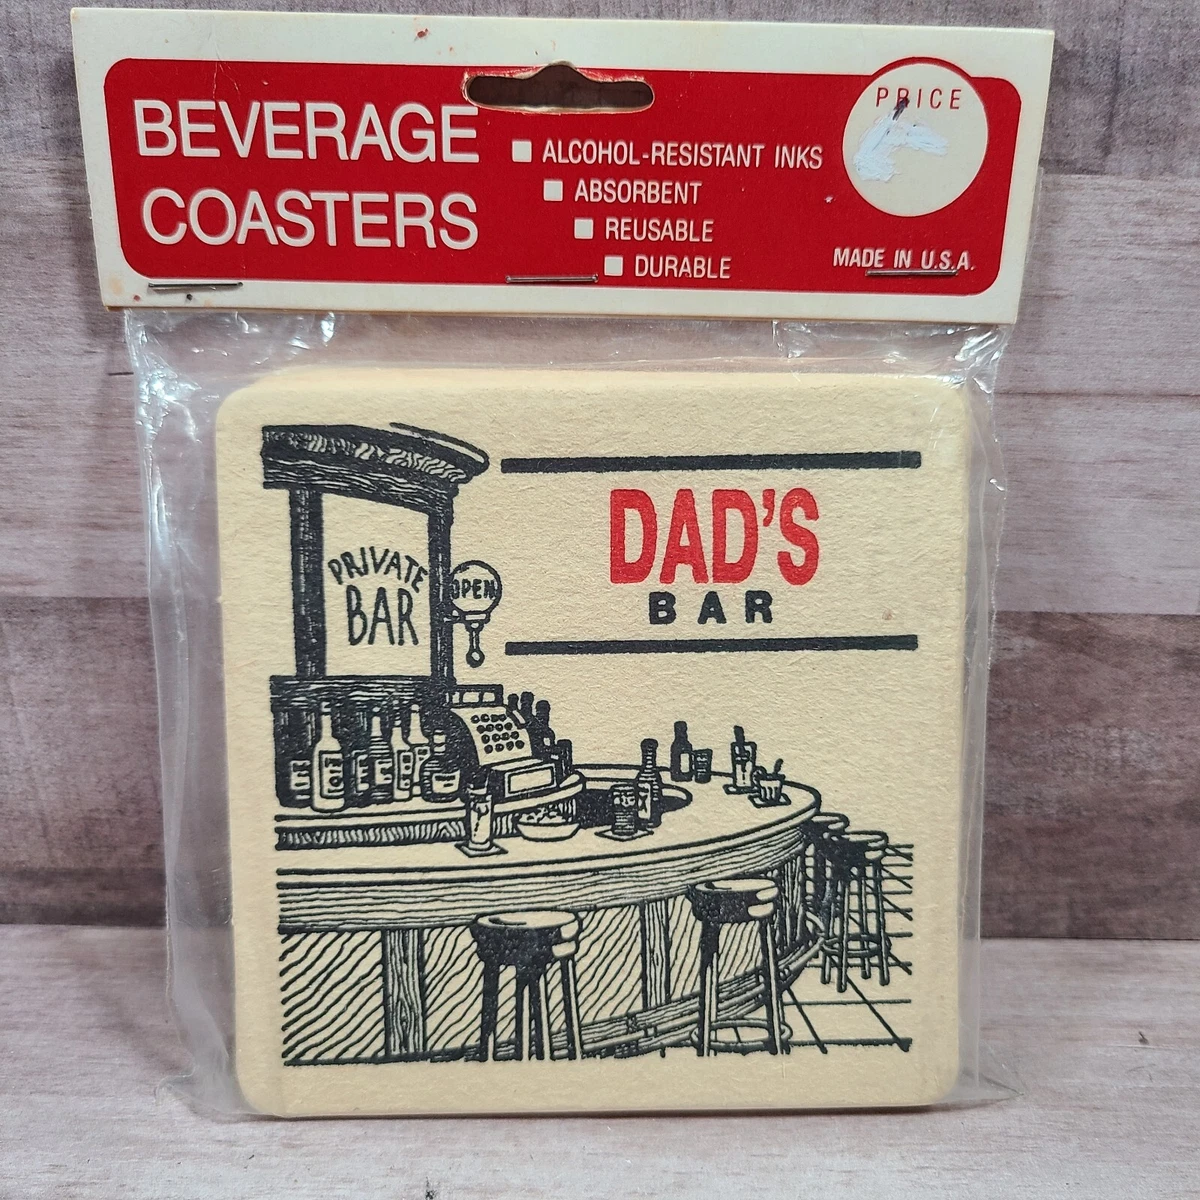 BEVERAGE
COASTERS
ALCOHOL-RESISTANT INKS
ABSORBENT
REUSABLE
DURABLE
PRICE
MADE IN U.S.A.
DAD'S
BAR
PRIVATE
BAR
OPEN